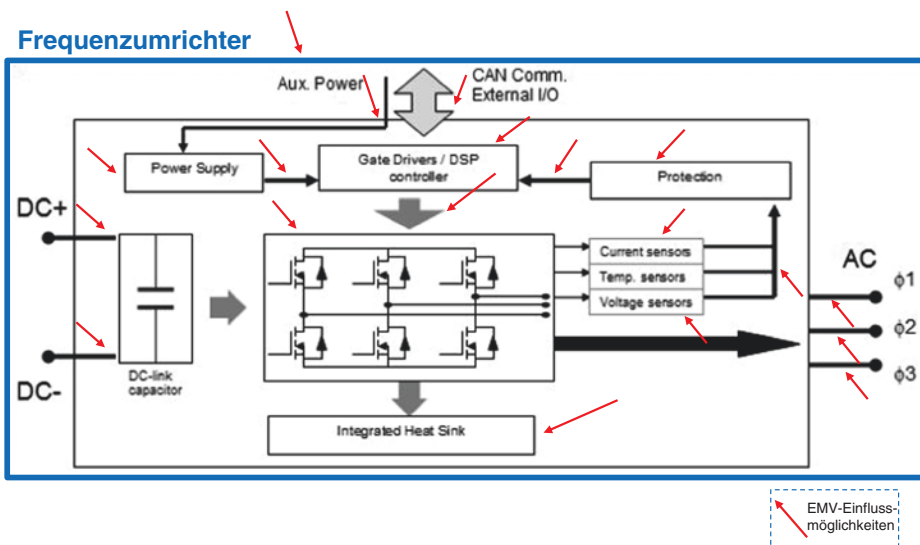 Frequenzumrichter
Aux. Power
CAN Comm.
External I/O
Power Supply
Gate Drivers / DSP
controller
Protection
DC+
Current sensors
Temp. sensors
Voltage sensors
AC
ϕ1
ϕ2
ϕ3
DC-
DC-link
capacitor
Integrated Heat Sink
EMV-Einfluss-
möglichkeiten